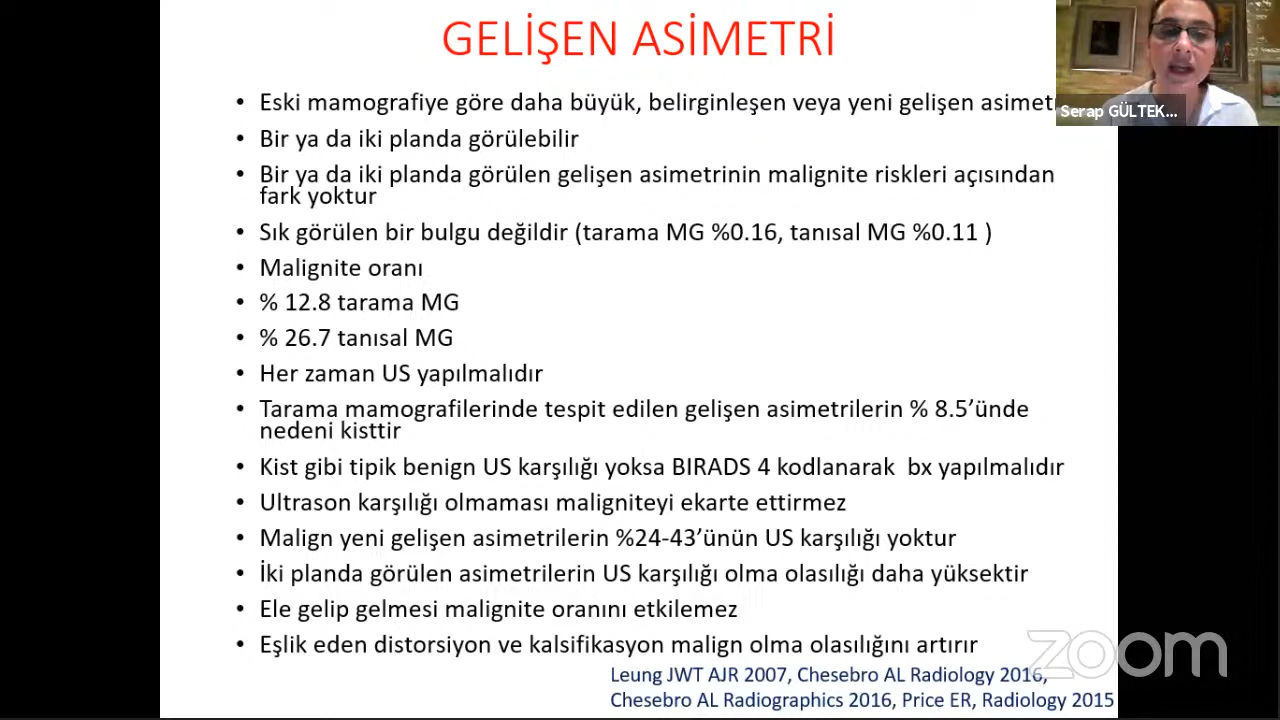 GELİŞEN ASİMETRİ
• Eski mamografiye göre daha büyük, belirginleşen veya yeni gelişen asimet
• Bir ya da iki planda görülebilir
• Bir ya da iki planda görülen gelişen asimetrinin malignite riskleri açısından
fark yoktur
• Sık görülen bir bulgu değildir (tarama MG %0.16, tanısal MG %0.11 )
• Malignite oranı
• % 12.8 tarama MG
• % 26.7 tanısal MG
• Her zaman US yapılmalıdır
• Tarama mamografilerinde tespit edilen gelişen asimetrilerin % 8.5’ünde
nedeni kisttir
• Kist gibi tipik benign US karşılığı yoksa BIRADS 4 kodlanarak  bx yapılmalıdır
• Ultrason karşılığı olmaması maligniteyi ekarte ettirmez
• Malign yeni gelişen asimetrilerin %24-43’ünün US karşılığı yoktur
• İki planda görülen asimetrilerin US karşılığı olma olasılığı daha yüksektir
• Ele gelip gelmesi malignite oranını etkilemez
• Eşlik eden distorsiyon ve kalsifikasyon malign olma olasılığını artırır
Leung JWT AJR 2007, Chesebro AL Radiology 2016,
Chesebro AL Radiographics 2016, Price ER, Radiology 2015
Serap GÜLTEK...
zoom